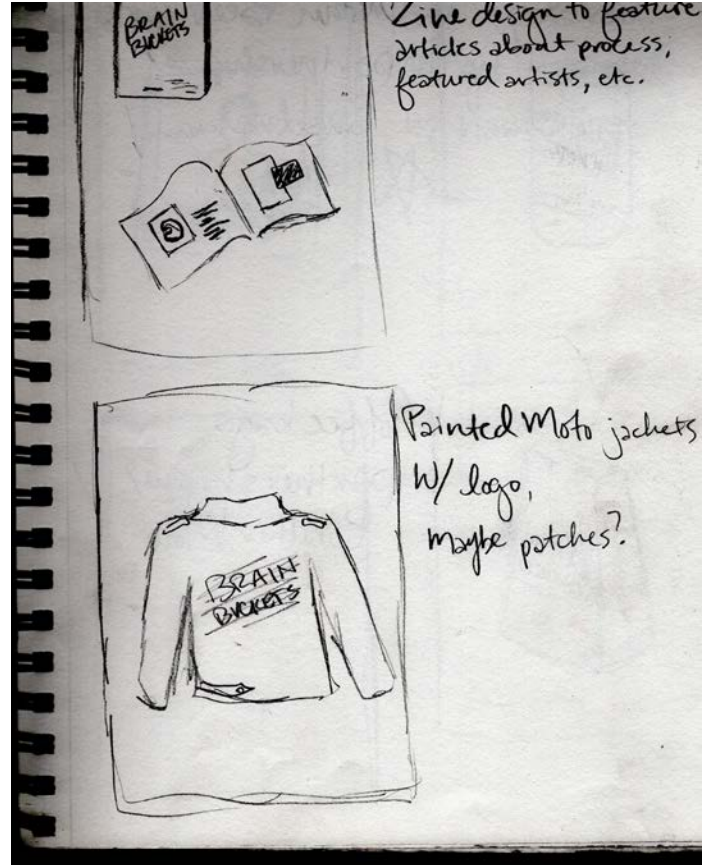 BRAIN
BUCKETS
Zine design to feature
articles about process,
featured artists, etc.
Painted Moto jackets
W/ logo,
maybe patches?
BRAIN
BUCKETS